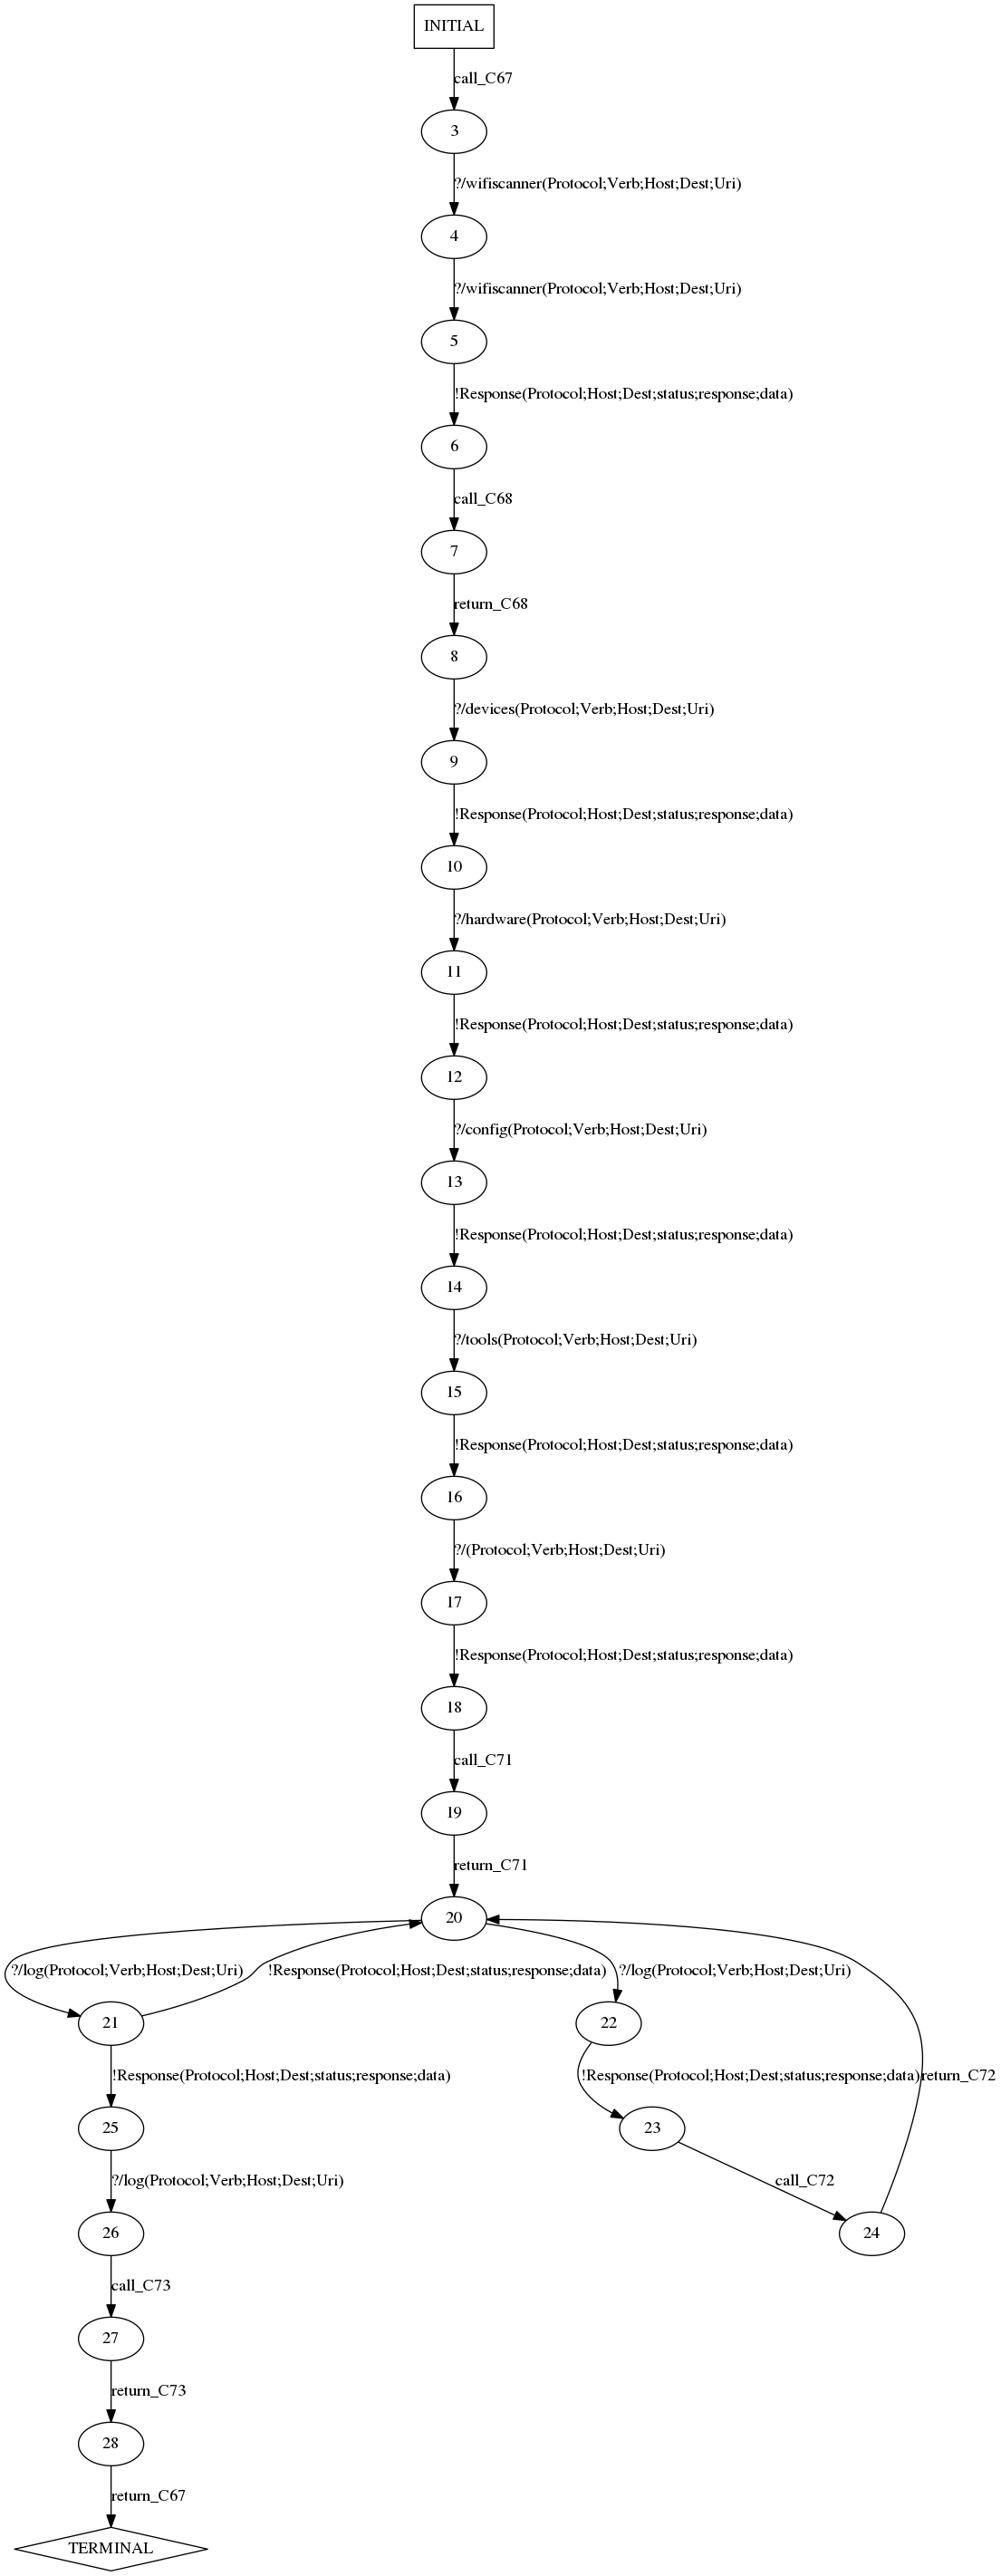 INITIAL
call_C67
3
?/wifiscanner(Protocol;Verb;Host;Dest;Uri)
4
?/wifiscanner(Protocol;Verb;Host;Dest;Uri)
5
!Response(Protocol;Host;Dest;status;response;data)
6
call_C68
7
return_C68
8
?/devices(Protocol;Verb;Host;Dest;Uri)
9
!Response(Protocol;Host;Dest;status;response;data)
10
?/hardware(Protocol;Verb;Host;Dest;Uri)
11
!Response(Protocol;Host;Dest;status;response;data)
12
?/config(Protocol;Verb;Host;Dest;Uri)
13
!Response(Protocol;Host;Dest;status;response;data)
14
?/tools(Protocol;Verb;Host;Dest;Uri)
15
!Response(Protocol;Host;Dest;status;response;data)
16
?/(Protocol;Verb;Host;Dest;Uri)
17
!Response(Protocol;Host;Dest;status;response;data)
18
call_C71
19
return_C71
20
?/log(Protocol;Verb;Host;Dest;Uri)
!Response(Protocol;Host;Dest;status;response;data)
?/log(Protocol;Verb;Host;Dest;Uri)
21
22
!Response(Protocol;Host;Dest;status;response;data)
!Response(Protocol;Host;Dest;status;response;data)
return_C72
25
23
?/log(Protocol;Verb;Host;Dest;Uri)
call_C72
26
24
call_C73
27
return_C73
28
return_C67
TERMINAL